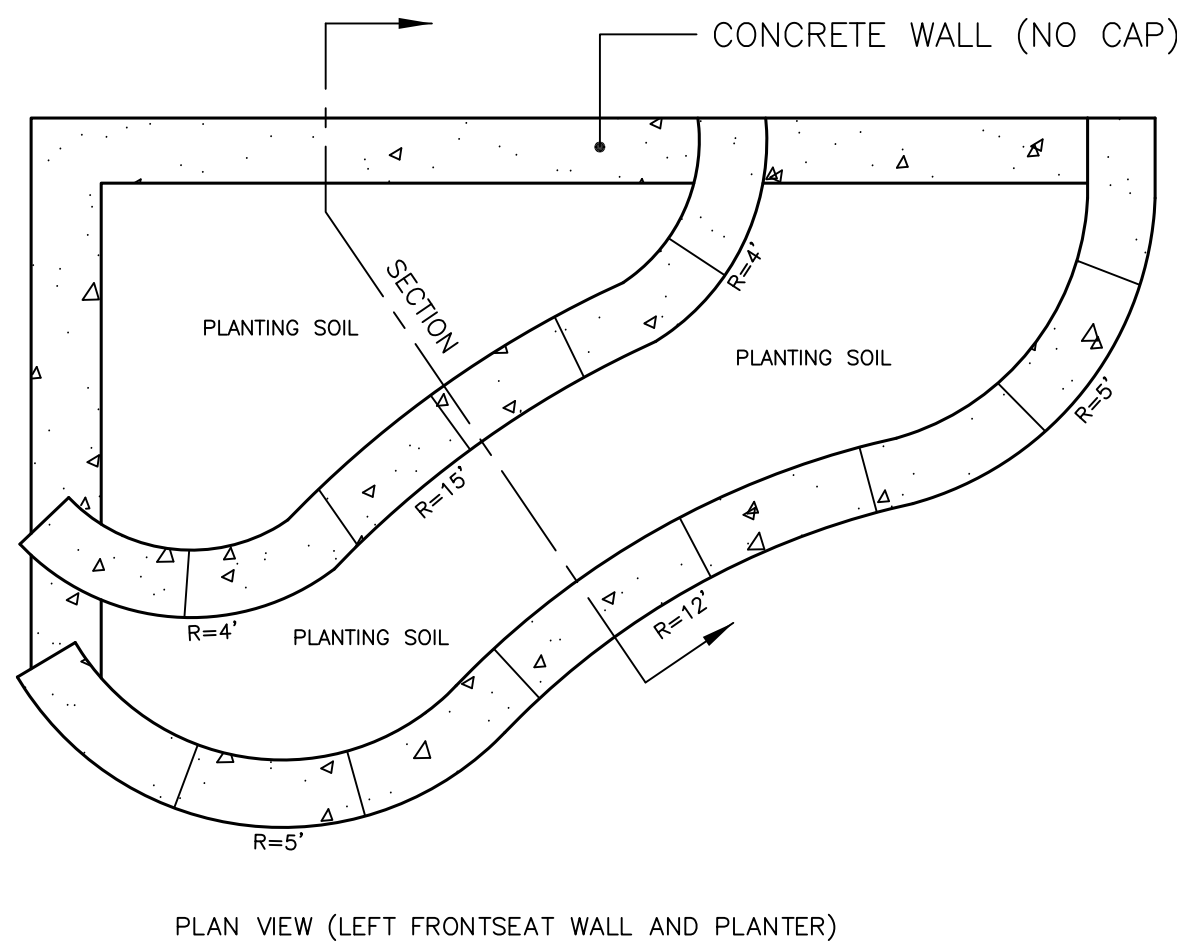 CONCRETE WALL (NO CAP)
SECTION
R=4'
PLANTING SOIL
PLANTING SOIL
R=5'
R=15'
R=12'
R=4'
PLANTING SOIL
R=5'
PLAN VIEW (LEFT FRONTSEAT WALL AND PLANTER)